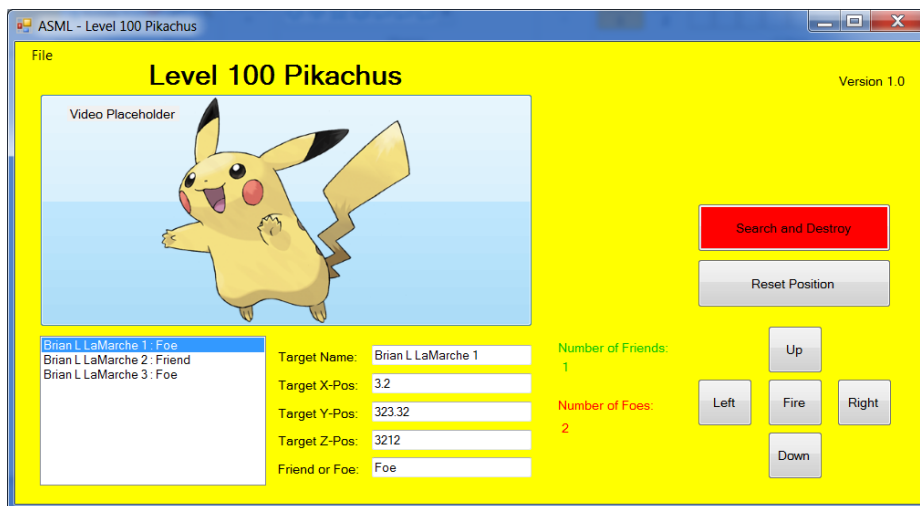 ASML - Level 100 Pikachus
File
Level 100 Pikachus
Version 1.0
Video Placeholder
Search and Destroy
Reset Position
Brian L LaMarche 1 : Foe
Brian L LaMarche 2 : Friend
Brian L LaMarche 3 : Foe
Target Name: Brian L LaMarche 1
Target X-Pos: 3.2
Target Y-Pos: 323.32
Target Z-Pos: 3212
Friend or Foe: Foe
Number of Friends:
1
Number of Foes:
2
Up
Left Fire Right
Down